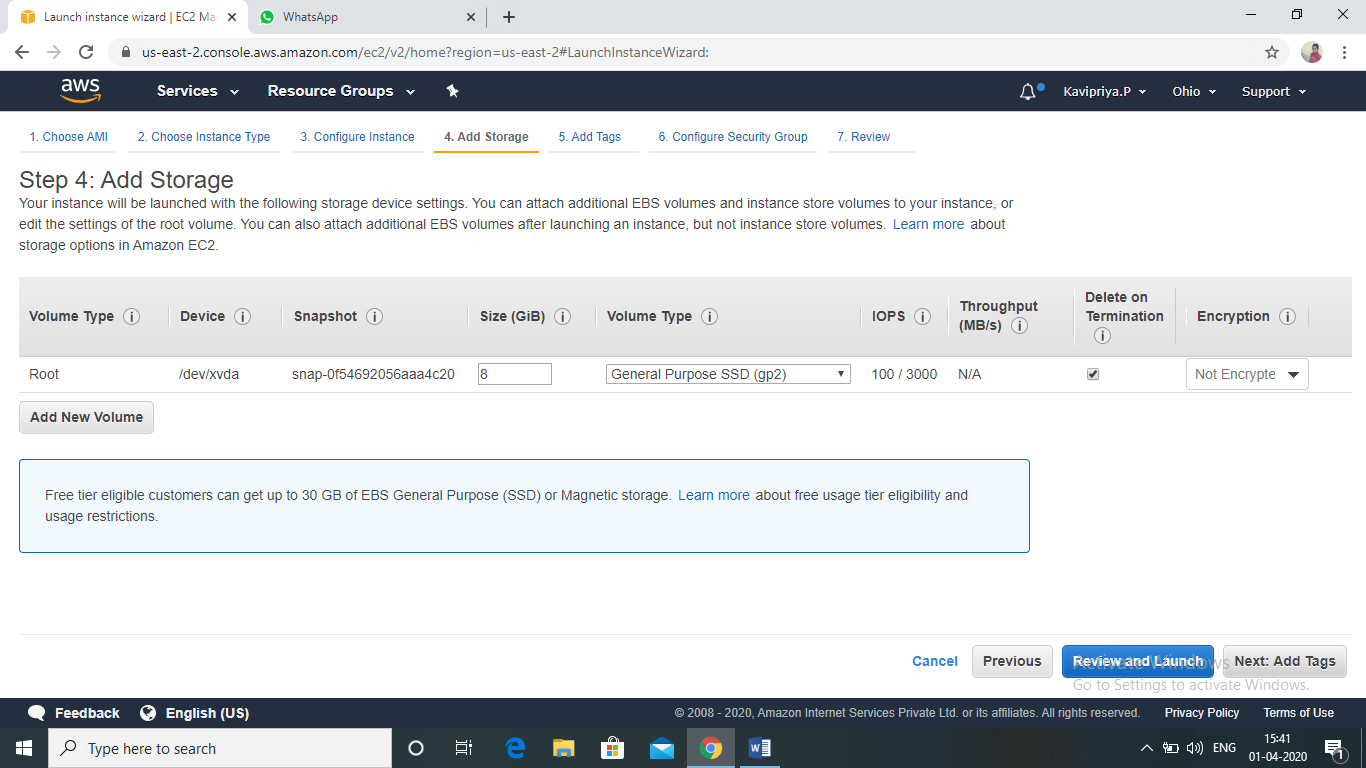 Launch instance wizard | EC2 Ma
WhatsApp
us-east-2.console.aws.amazon.com/ec2/v2/home?region=us-east-2#LaunchInstanceWizard:
aws
Services
Resource Groups
Kavipriya.P
Ohio
Support
1. Choose AMI
2. Choose Instance Type
3. Configure Instance
4. Add Storage
5. Add Tags
6. Configure Security Group
7. Review
Step 4: Add Storage
Your instance will be launched with the following storage device settings. You can attach additional EBS volumes and instance store volumes to your instance, or
edit the settings of the root volume. You can also attach additional EBS volumes after launching an instance, but not instance store volumes. Learn more about
storage options in Amazon EC2.
Volume Type
Device
Snapshot
Size (GiB)
Volume Type
IOPS
Throughput
(MB/s)
Delete on
Termination
Encryption
Root
/dev/xvda
snap-0f54692056aaa4c20
8
General Purpose SSD (gp2)
100 / 3000
N/A
Not Encrypte
Add New Volume
Free tier eligible customers can get up to 30 GB of EBS General Purpose (SSD) or Magnetic storage. Learn more about free usage tier eligibility and
usage restrictions.
Cancel
Previous
Review and Launch
Next: Add Tags
Activate Windows
Go to Settings to activate Windows.
Feedback
English (US)
© 2008 - 2020, Amazon Internet Services Private Ltd. or its affiliates. All rights reserved.
Privacy Policy
Terms of Use
Type here to search
ENG
15:41
01-04-2020
1